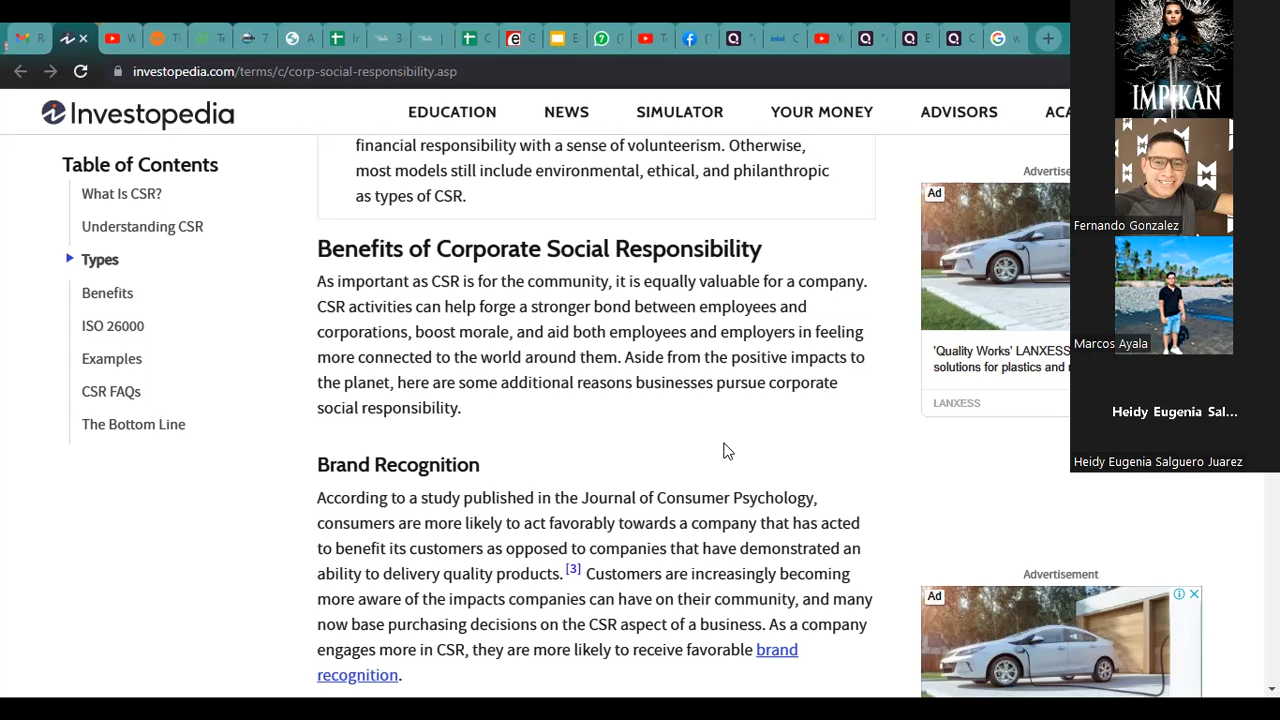 investopedia.com/terms/c/corp-social-responsibility.asp
Investopedia
EDUCATION NEWS SIMULATOR YOUR MONEY ADVISORS
Table of Contents
What Is CSR?
Understanding CSR
Types
Benefits
ISO 26000
Examples
CSR FAQs
The Bottom Line
financial responsibility with a sense of volunteerism. Otherwise,
most models still include environmental, ethical, and philanthropic
as types of CSR.
Benefits of Corporate Social Responsibility
As important as CSR is for the community, it is equally valuable for a company.
CSR activities can help forge a stronger bond between employees and
corporations, boost morale, and aid both employees and employers in feeling
more connected to the world around them. Aside from the positive impacts to
the planet, here are some additional reasons businesses pursue corporate
social responsibility.
Brand Recognition
According to a study published in the Journal of Consumer Psychology,
consumers are more likely to act favorably towards a company that has acted
to benefit its customers as opposed to companies that have demonstrated an
ability to delivery quality products.[3] Customers are increasingly becoming
more aware of the impacts companies can have on their community, and many
now base purchasing decisions on the CSR aspect of a business. As a company
engages more in CSR, they are more likely to receive favorable brand
recognition.
Ad
'Quality Works' LANXESS
solutions for plastics and
LANXESS
Advertisement
Ad
IMPIKAN
Fernando Gonzalez
Marcos Ayala
Heidy Eugenia Sal...
Heidy Eugenia Salguero Juarez